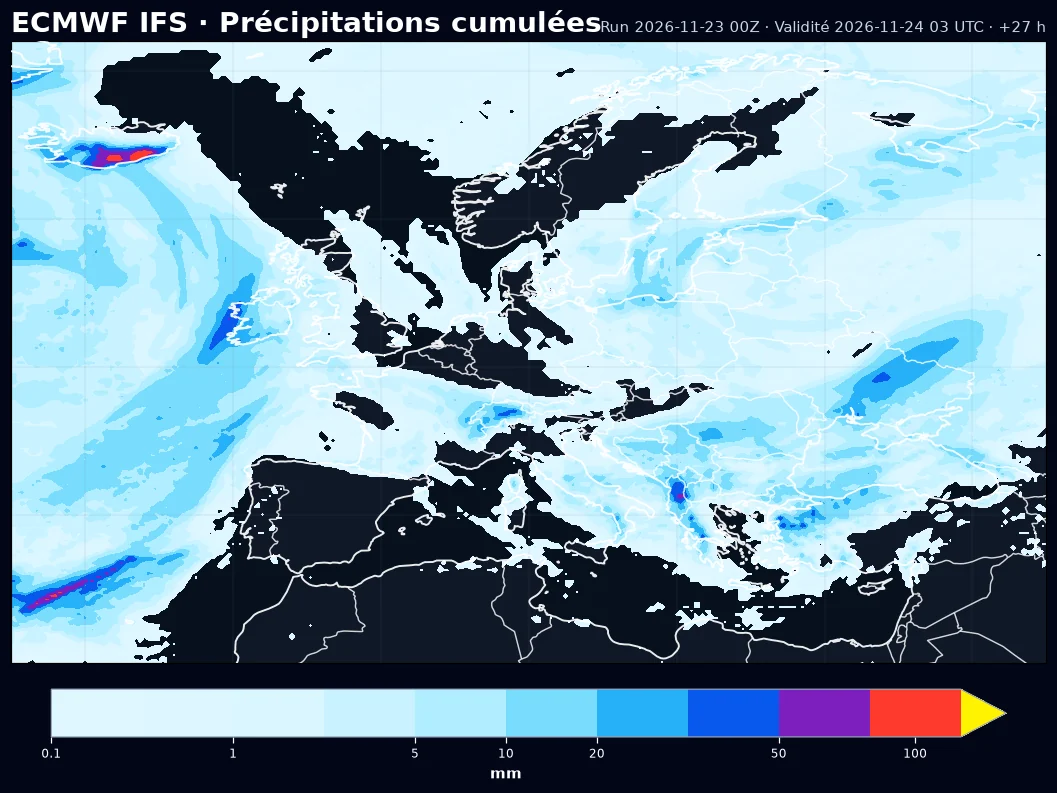 ECMWF IFS · Précipitations cumulées
Run 2026-11-23 00Z · Validité 2026-11-24 03 UTC · +27 h
0.1 1 5 10 20 50 100
mm